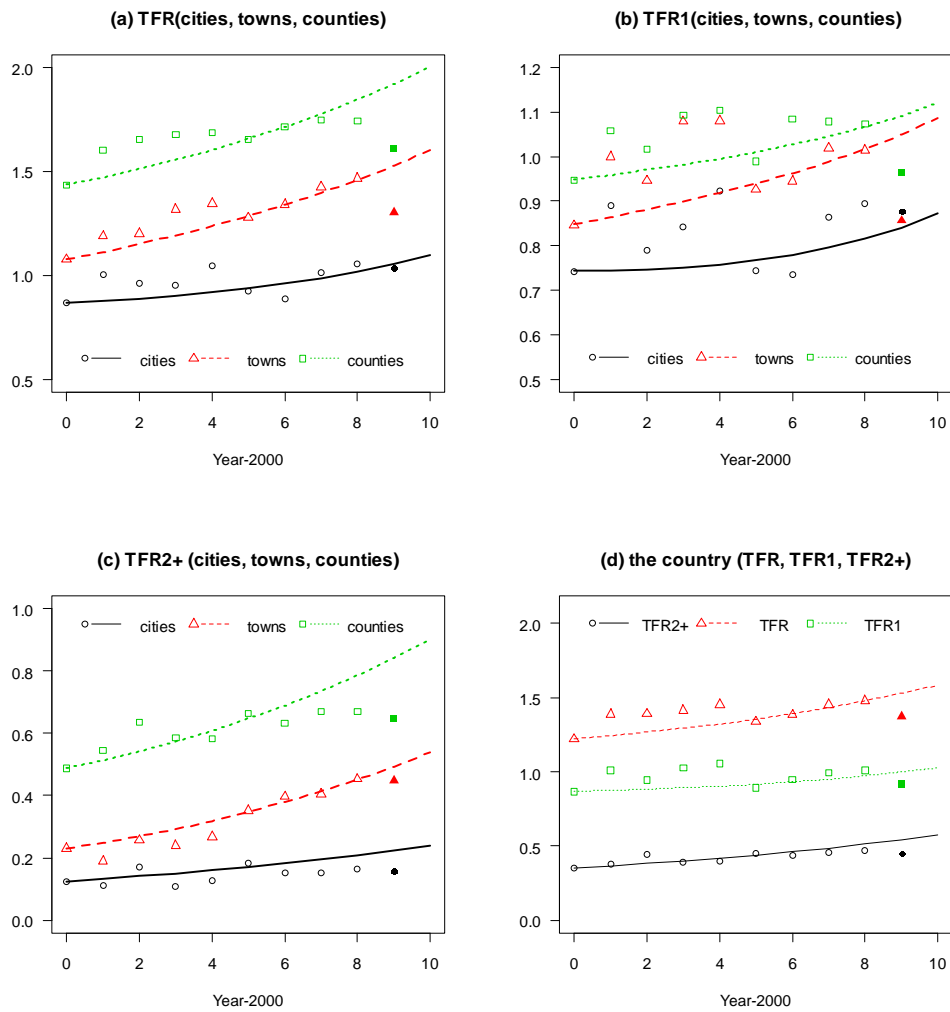 (a) TFR(cities, towns, counties)
2.0
1.5
1.0
0.5
cities towns counties
0 2 4 6 8 10
Year-2000
(b) TFR1(cities, towns, counties)
1.2
1.1
1.0
0.9
0.8
0.7
0.6
0.5
cities towns counties
0 2 4 6 8 10
Year-2000
(c) TFR2+ (cities, towns, counties)
1.0
0.8
0.6
0.4
0.2
0.0
cities towns counties
0 2 4 6 8 10
Year-2000
(d) the country (TFR, TFR1, TFR2+)
2.0
1.5
1.0
0.5
0.0
TFR2+ TFR TFR1
0 2 4 6 8 10
Year-2000